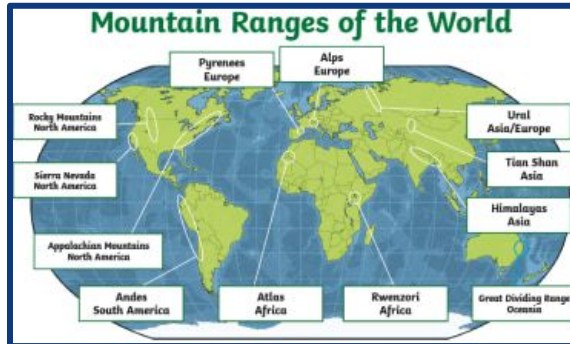 Mountain Ranges of the World
Pyrenees
Europe
Alps
Europe
Rocky Mountains
North America
Ural
Asia/Europe
Sierra Nevada
North America
Tian Shan
Asia
Himalayas
Asia
Appalachian Mountains
North America
Andes
South America
Atlas
Africa
Rwenzori
Africa
Great Dividing Range
Oceania